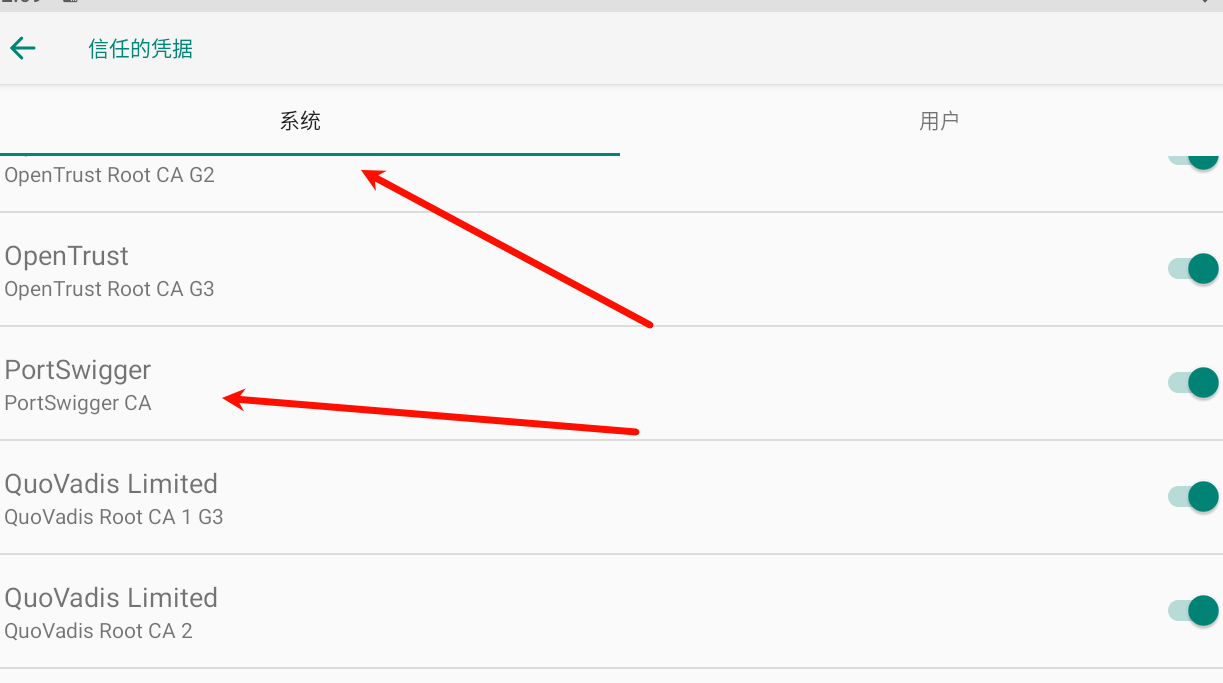 信任的凭据
系统
用户
OpenTrust Root CA G2
OpenTrust
OpenTrust Root CA G3
PortSwigger
PortSwigger CA
QuoVadis Limited
QuoVadis Root CA 1 G3
QuoVadis Limited
QuoVadis Root CA 2